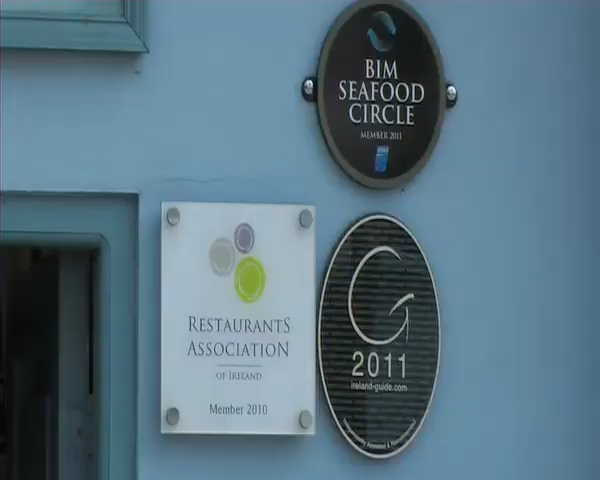 BIM
SEAFOOD
CIRCLE
MEMBER 2011
RESTAURANTS
ASSOCIATION
OF IRELAND
Member 2010
G
2011
ireland-guide.com